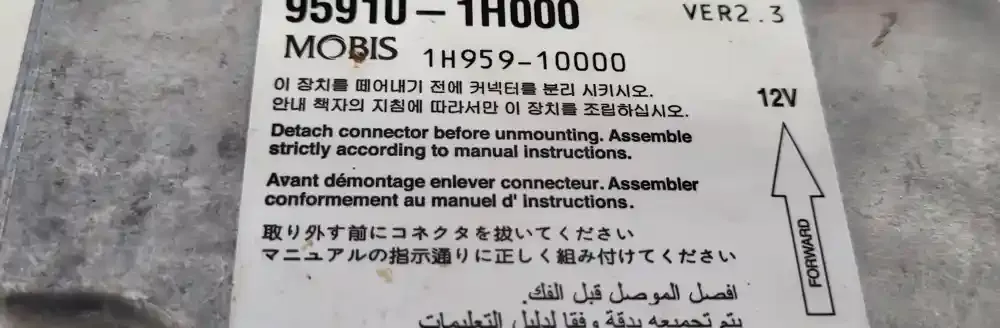 95910-1H000
VER2.3
MOBIS 1H959-10000
이 장치를 떼어내기 전에 커넥터를 분리 시키시오.
안내 책자의 지침에 따라서만 이 장치를 조립하십시오.
12V
Detach connector before unmounting. Assemble
strictly according to manual instructions.
Avant démontage enlever connecteur. Assembler
conformement au manuel d' instructions.
取り外す前にコネクタを抜いてください
マニュアルの指示通りに正しく組み付けてください
FORWARD
افصل الموصل قبل الفك.
يتم تجميعه بدقة وفقا لدليل التعليمات